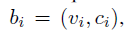 b_i = (v_i, c_i),